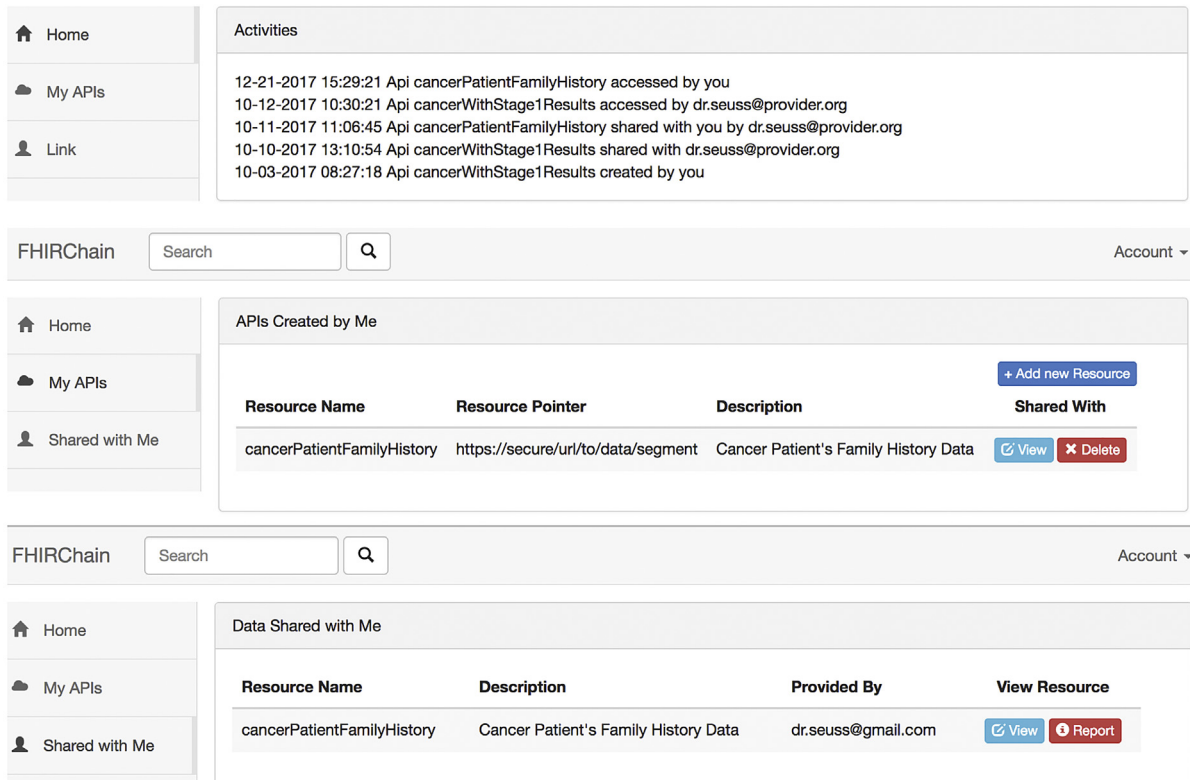 Home
My APIs
Link
Activities
12-21-2017 15:29:21 Api cancerPatientFamilyHistory accessed by you
10-12-2017 10:30:21 Api cancerWithStage1Results accessed by dr.seuss@provider.org
10-11-2017 11:06:45 Api cancerPatientFamilyHistory shared with you by dr.seuss@provider.org
10-10-2017 13:10:54 Api cancerWithStage1Results shared with dr.seuss@provider.org
10-03-2017 08:27:18 Api cancerWithStage1Results created by you
FHIRChain Search Account
Home
My APIs
Shared with Me
APIs Created by Me
+ Add new Resource
Resource Name Resource Pointer Description Shared With
cancerPatientFamilyHistory https://secure/url/to/data/segment Cancer Patient's Family History Data View Delete
FHIRChain Search Account
Home
My APIs
Shared with Me
Data Shared with Me
Resource Name Description Provided By View Resource
cancerPatientFamilyHistory Cancer Patient's Family History Data dr.seuss@gmail.com View Report